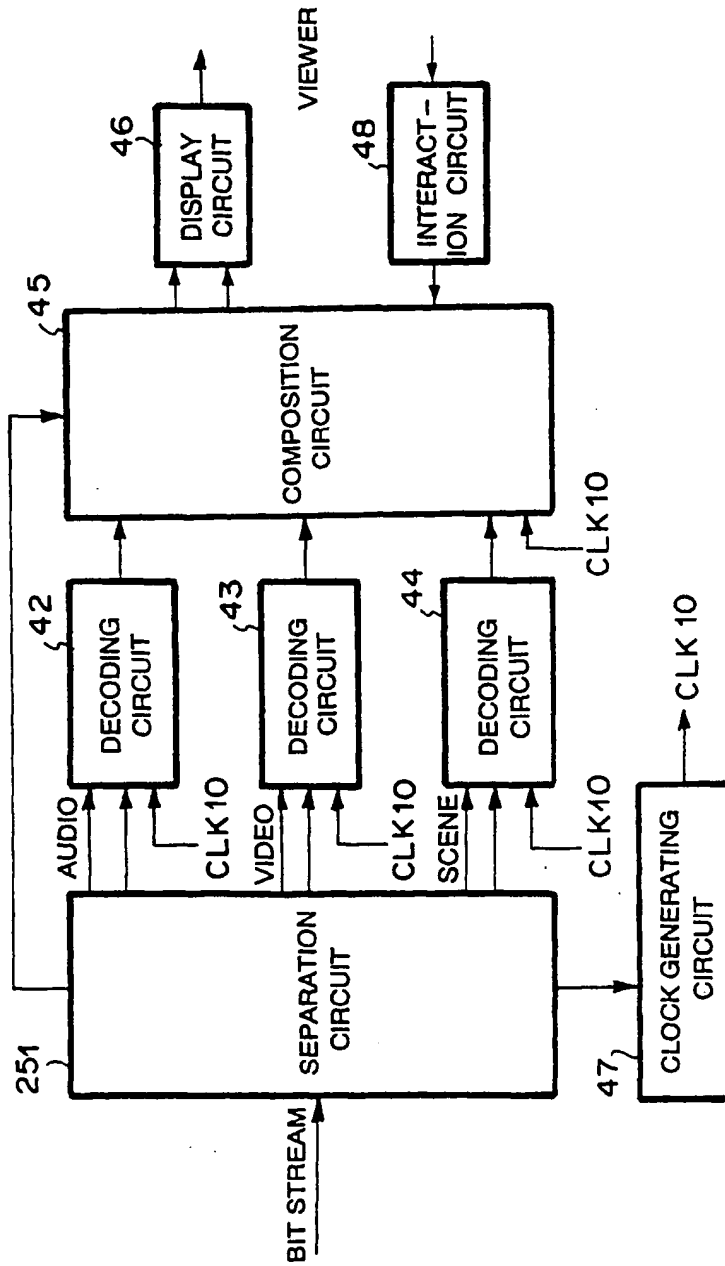 BIT STREAM
251
SEPARATION
CIRCUIT
AUDIO
CLK10
VIDEO
CLK10
SCENE
CLK10
42
DECODING
CIRCUIT
43
DECODING
CIRCUIT
44
DECODING
CIRCUIT
45
COMPOSITION
CIRCUIT
CLK10
46
DISPLAY
CIRCUIT
VIEWER
48
INTERACT-
ION CIRCUIT
47
CLOCK GENERATING
CIRCUIT
CLK 10